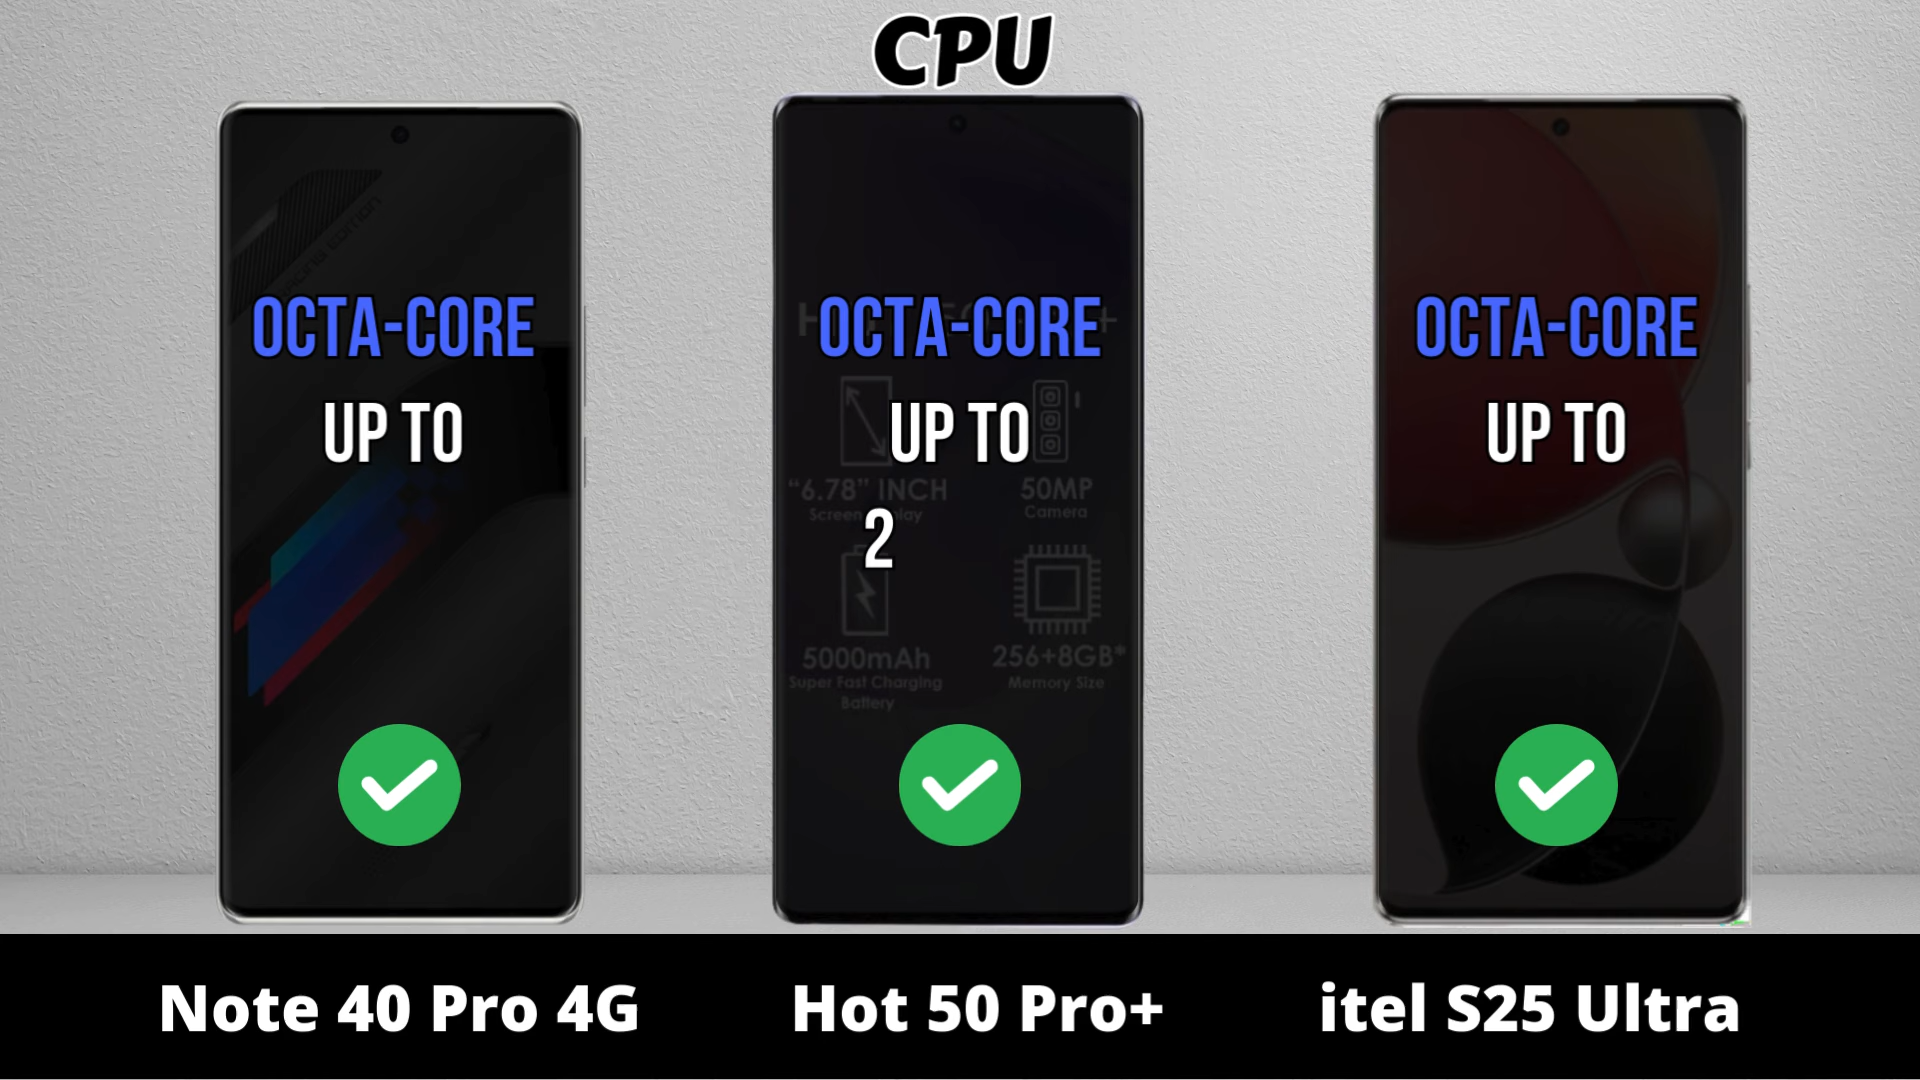 CPU
OCTA-CORE
UP TO
OCTA-CORE
UP TO
2
“6.78” INCH
50MP
Camera
5000mAh
Super Fast Charging
Battery
256+8GB*
Memory Size
OCTA-CORE
UP TO
Note 40 Pro 4G
Hot 50 Pro+
itel S25 Ultra